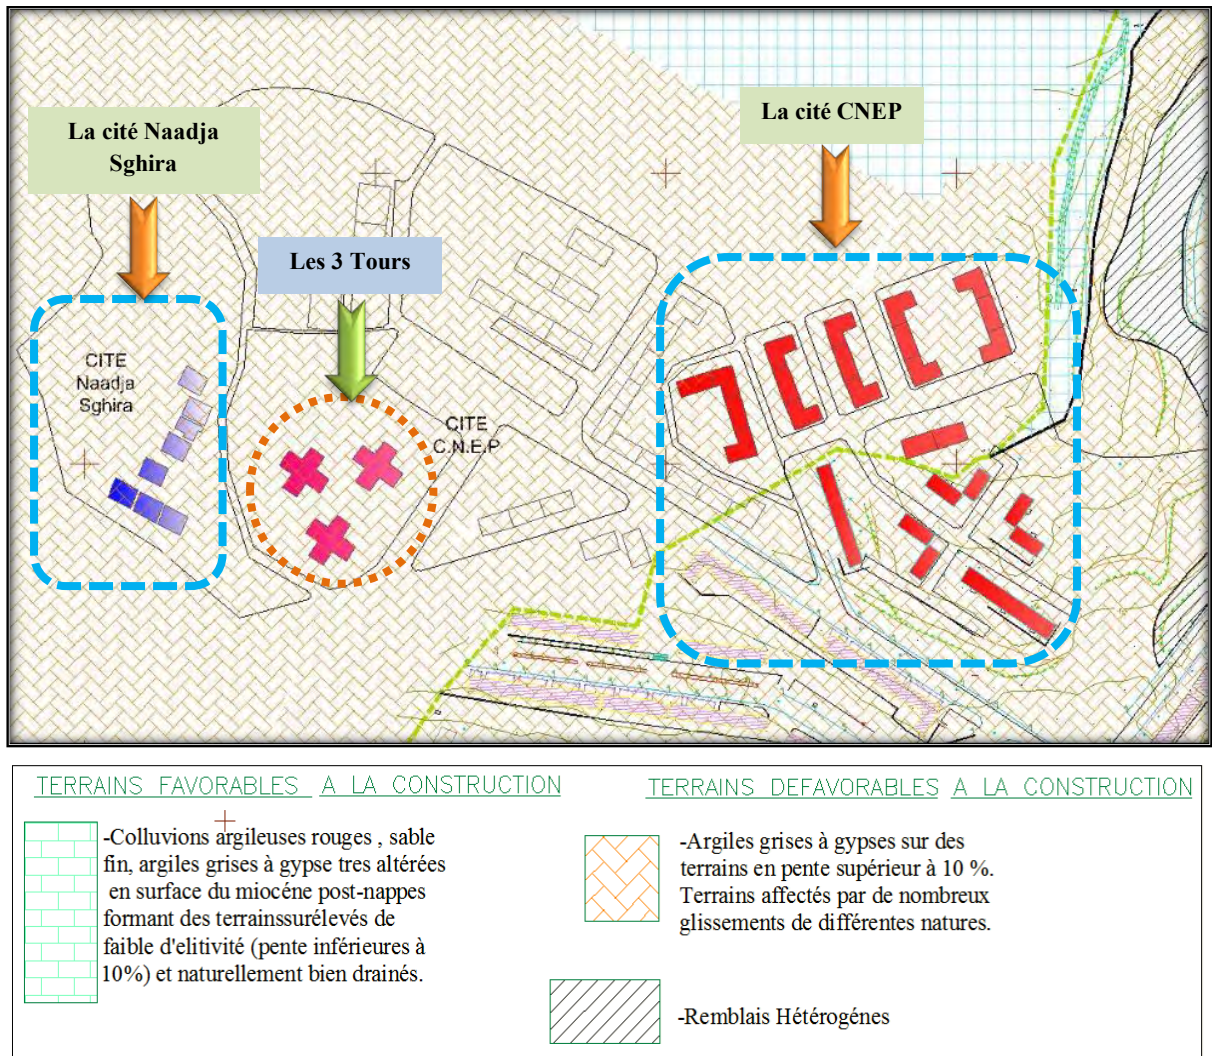 La cité Naadja
Sghira
La cité CNEP
Les 3 Tours
CITE
Naadja
Sghira
CITE
C.N.E.P
TERRAINS FAVORABLES A LA CONSTRUCTION
-Colluvions argileuses rouges , sable
fin, argiles grises à gypse tres altérées
en surface du miocéne post-nappes
formant des terrainssurélevés de
faible d'elitivité (pente inférieures à
10%) et naturellement bien drainés.
TERRAINS DEFAVORABLES A LA CONSTRUCTION
-Argiles grises à gypses sur des
terrains en pente supérieur à 10 %.
Terrains affectés par de nombreux
glissements de différentes natures.
-Remblais Hétérogénes